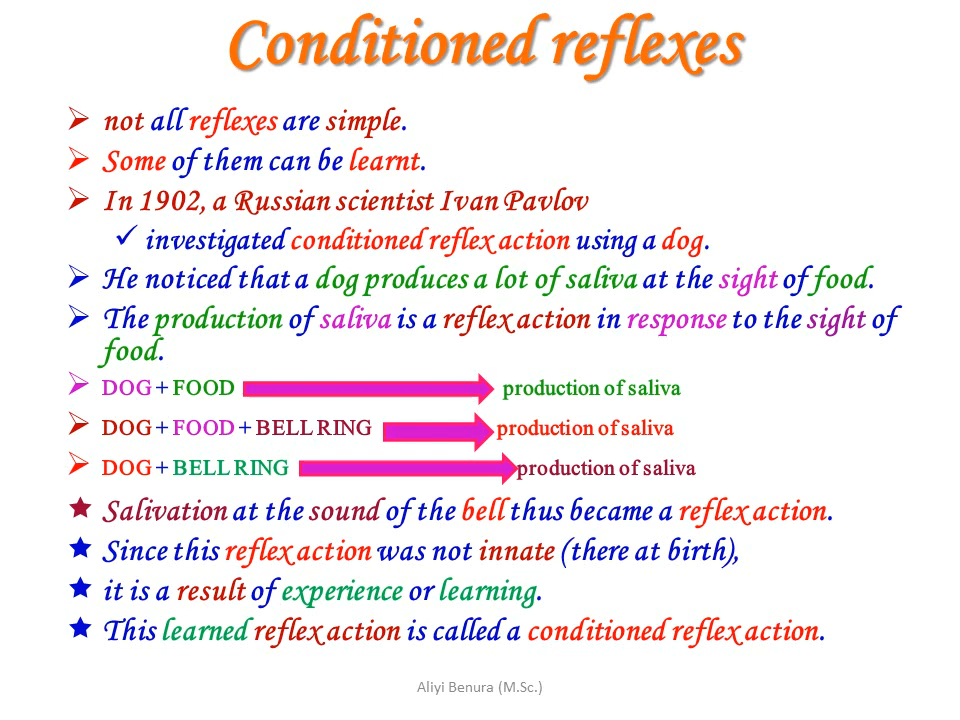 Conditioned reflexes
not all reflexes are simple.
Some of them can be learnt.
In 1902, a Russian scientist Ivan Pavlov
investigated conditioned reflex action using a dog.
He noticed that a dog produces a lot of saliva at the sight of food.
The production of saliva is a reflex action in response to the sight of
food.
DOG + FOOD production of saliva
DOG + FOOD + BELL RING production of saliva
DOG + BELL RING production of saliva
Salivation at the sound of the bell thus became a reflex action.
Since this reflex action was not innate (there at birth),
it is a result of experience or learning.
This learned reflex action is called a conditioned reflex action.
Aliyi Benura (M.Sc.)